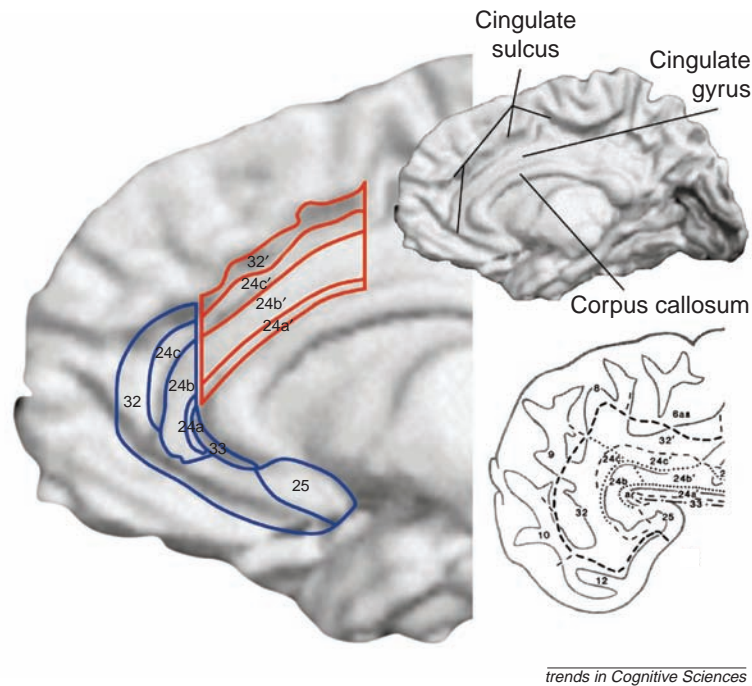 Cingulate
sulcus
Cingulate
gyrus
Corpus callosum
32′
24c′
24b′
24a′
24c
24b
32
24a
33
25
8
6aβ
32′
9
24c
24c′
24b
24b′
a
24a′
33
32
25
10
12
trends in Cognitive Sciences